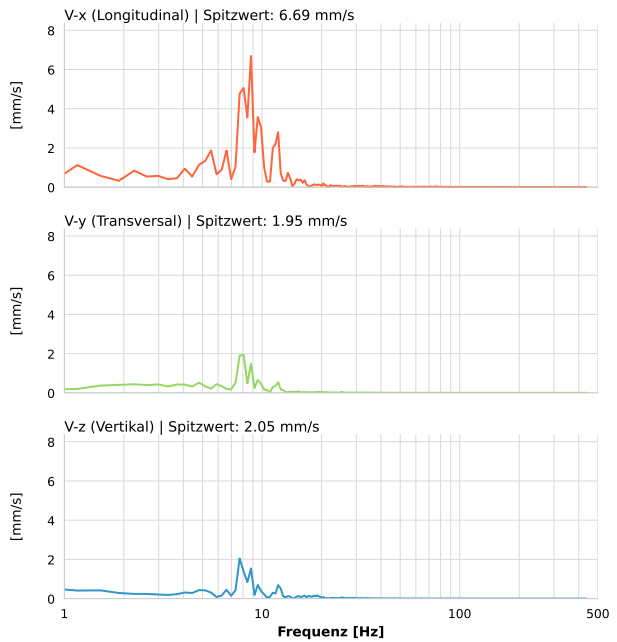 V-x (Longitudinal) | Spitzwert: 6.69 mm/s
8
6
[mm/s]
4
2
0
V-y (Transversal) | Spitzwert: 1.95 mm/s
8
6
[mm/s]
4
2
0
V-z (Vertikal) | Spitzwert: 2.05 mm/s
8
6
[mm/s]
4
2
0
1 10 100 500
Frequenz [Hz]